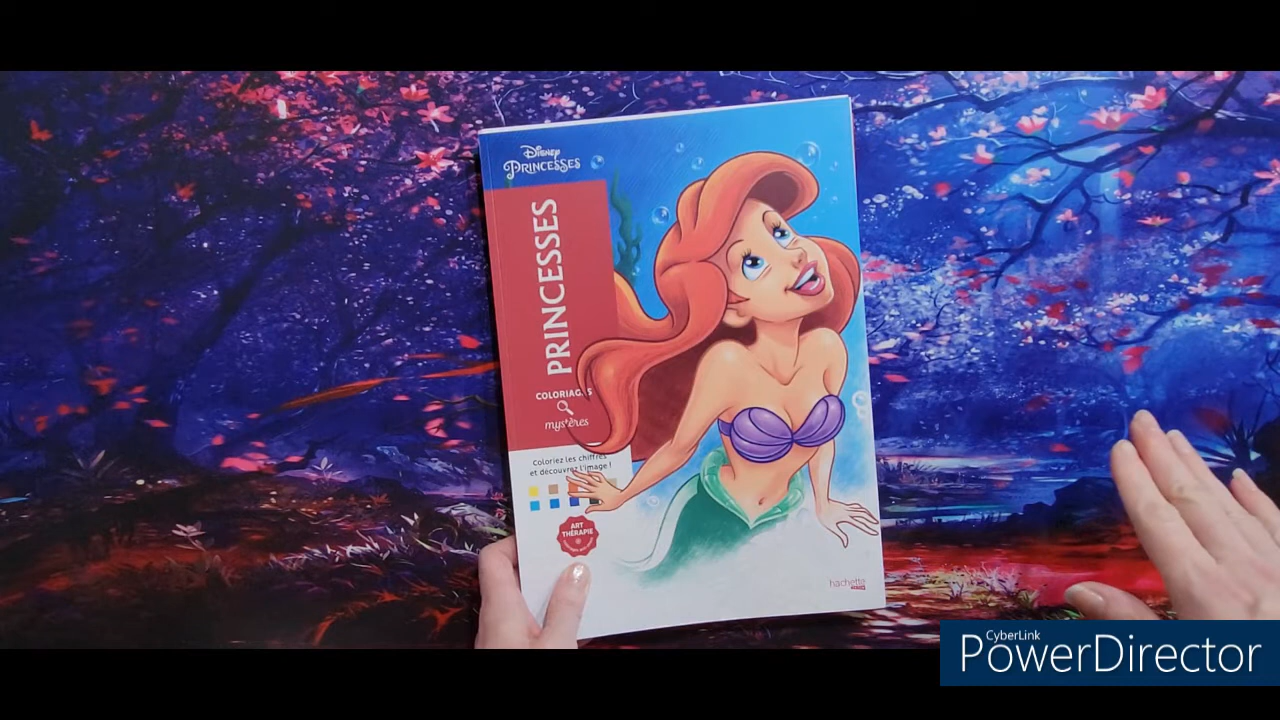 Disney
PRINCESSES
PRINCESSES
COLORIAGES
mystères
Coloriez les chiffres
et découvrez l'image !
ART
THÉRAPIE
hachette
CyberLink
PowerDirector